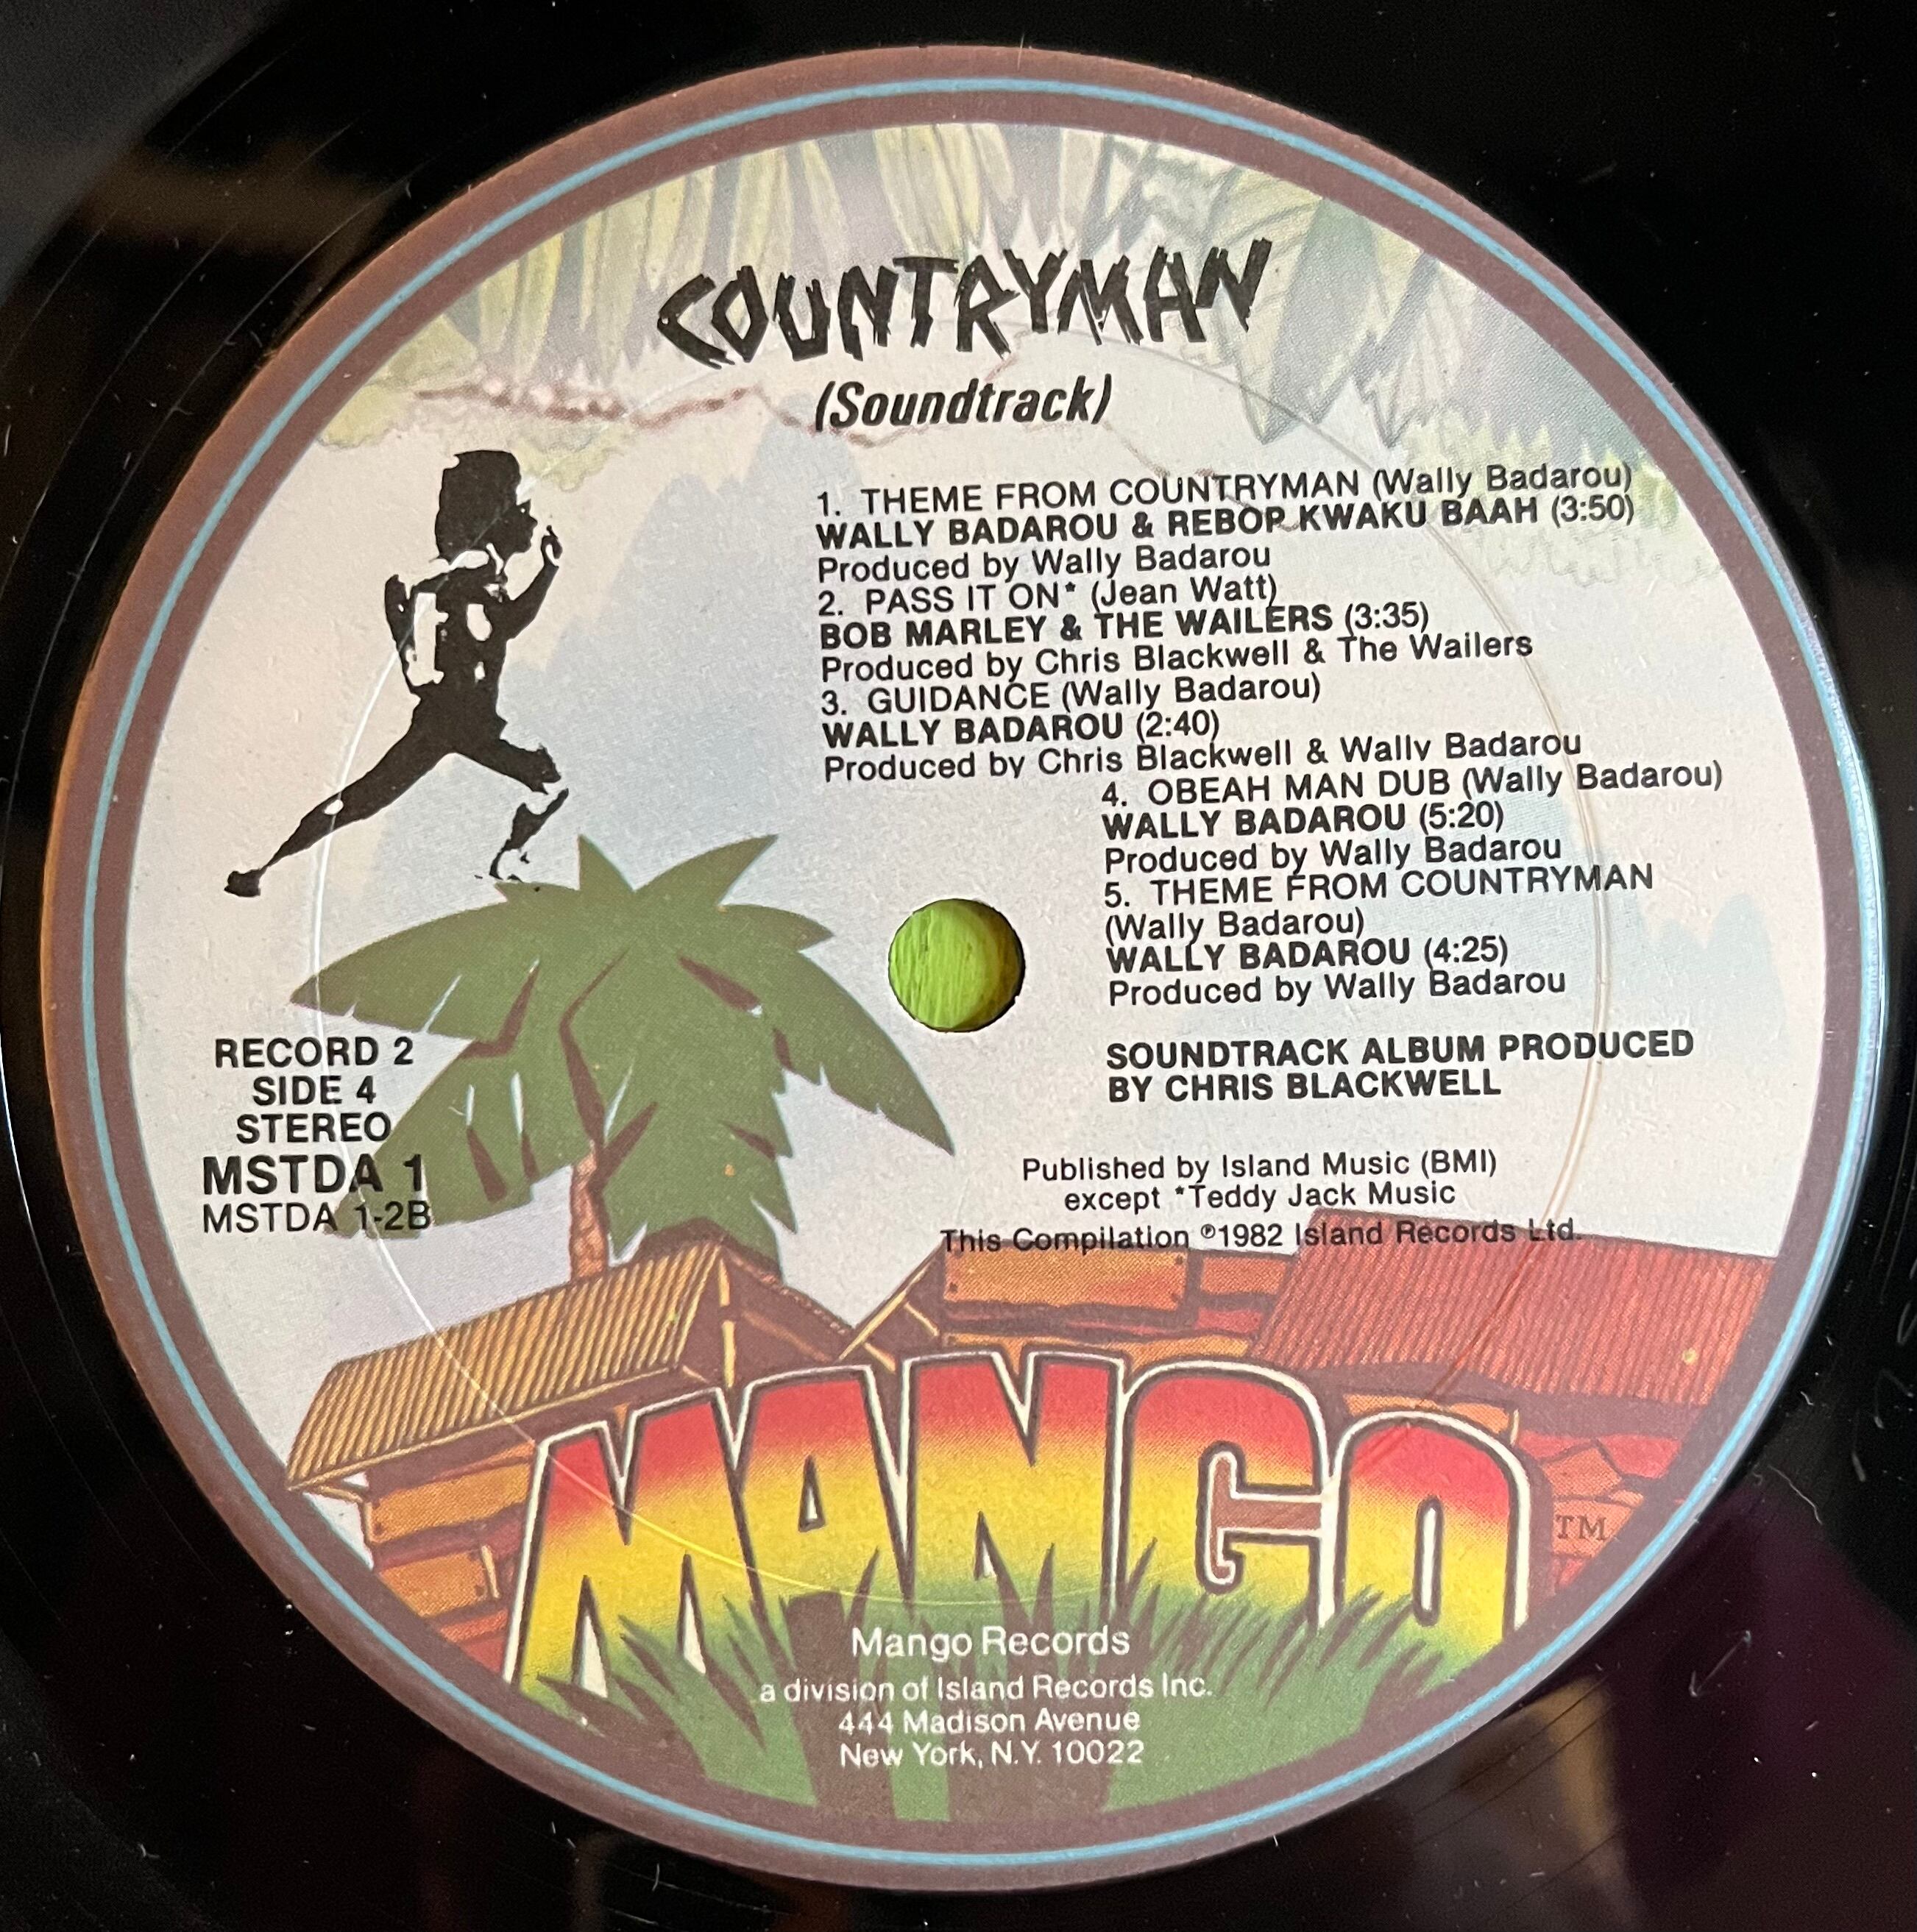 COUNTRYMAN
(Soundtrack)
1. THEME FROM COUNTRYMAN (Wally Badarou)
WALLY BADAROU & REBOP KWAKU BAAH (3:50)
Produced by Wally Badarou
2. PASS IT ON* (Jean Watt)
BOB MARLEY & THE WAILERS (3:35)
Produced by Chris Blackwell & The Wailers
3. GUIDANCE (Wally Badarou)
WALLY BADAROU (2:40)
Produced by Chris Blackwell & Wally Badarou
4. OBEAH MAN DUB (Wally Badarou)
WALLY BADAROU (5:20)
Produced by Wally Badarou
5. THEME FROM COUNTRYMAN
(Wally Badarou)
WALLY BADAROU (4:25)
Produced by Wally Badarou
SOUNDTRACK ALBUM PRODUCED
BY CHRIS BLACKWELL
RECORD 2
SIDE 4
STEREO
MSTDA 1
MSTDA 1-2B
Published by Island Music (BMI)
except *Teddy Jack Music
This Compilation ℗1982 Island Records Ltd.
MANGO TM
Mango Records
a division of Island Records Inc.
444 Madison Avenue
New York, N.Y. 10022